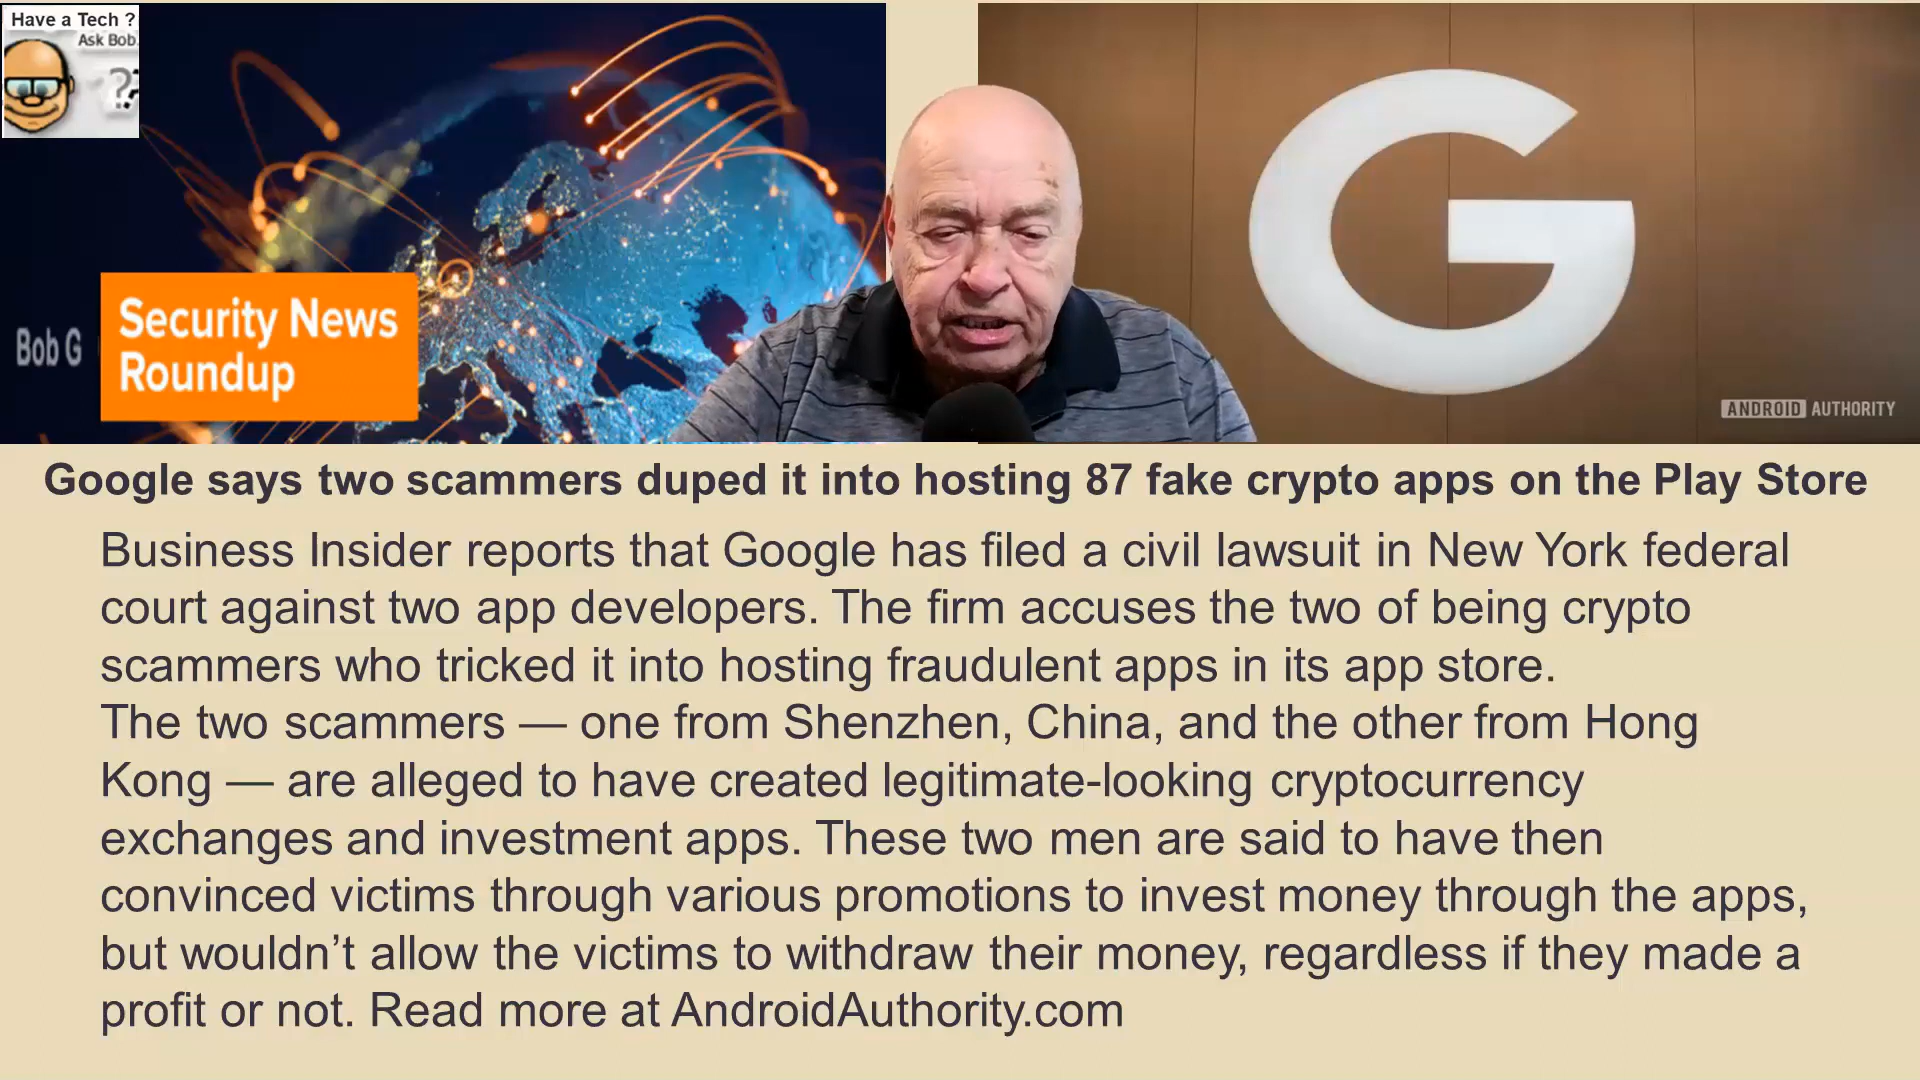 Have a Tech ?
Ask Bob
??
Bob G
Security News
Roundup
G
ANDROID AUTHORITY
Google says two scammers duped it into hosting 87 fake crypto apps on the Play Store
Business Insider reports that Google has filed a civil lawsuit in New York federal
court against two app developers. The firm accuses the two of being crypto
scammers who tricked it into hosting fraudulent apps in its app store.
The two scammers — one from Shenzhen, China, and the other from Hong
Kong — are alleged to have created legitimate-looking cryptocurrency
exchanges and investment apps. These two men are said to have then
convinced victims through various promotions to invest money through the apps,
but wouldn’t allow the victims to withdraw their money, regardless if they made a
profit or not. Read more at AndroidAuthority.com